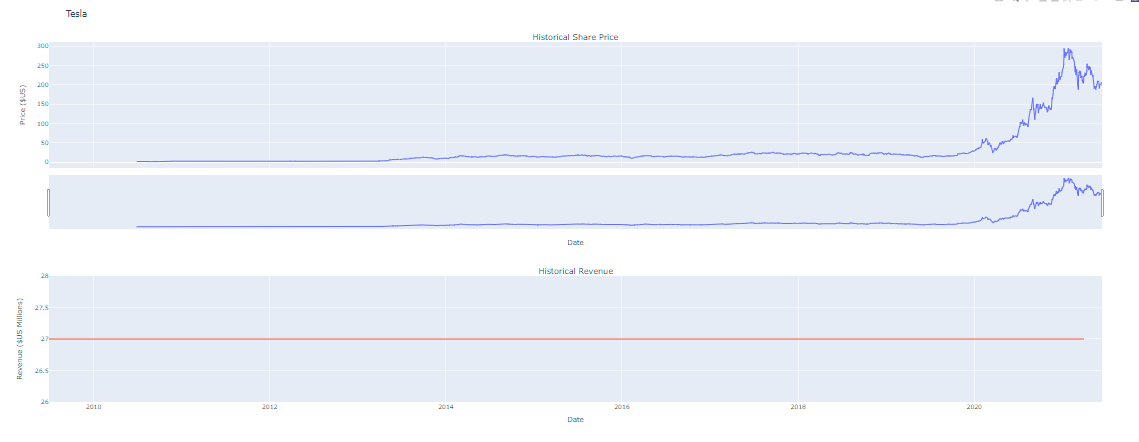 Tesla
Historical Share Price
Price ($US)
300
250
200
150
100
50
0
Date
Historical Revenue
Revenue ($US Millions)
28
27.5
27
26.5
26
2010
2012
2014
2016
2018
2020
Date